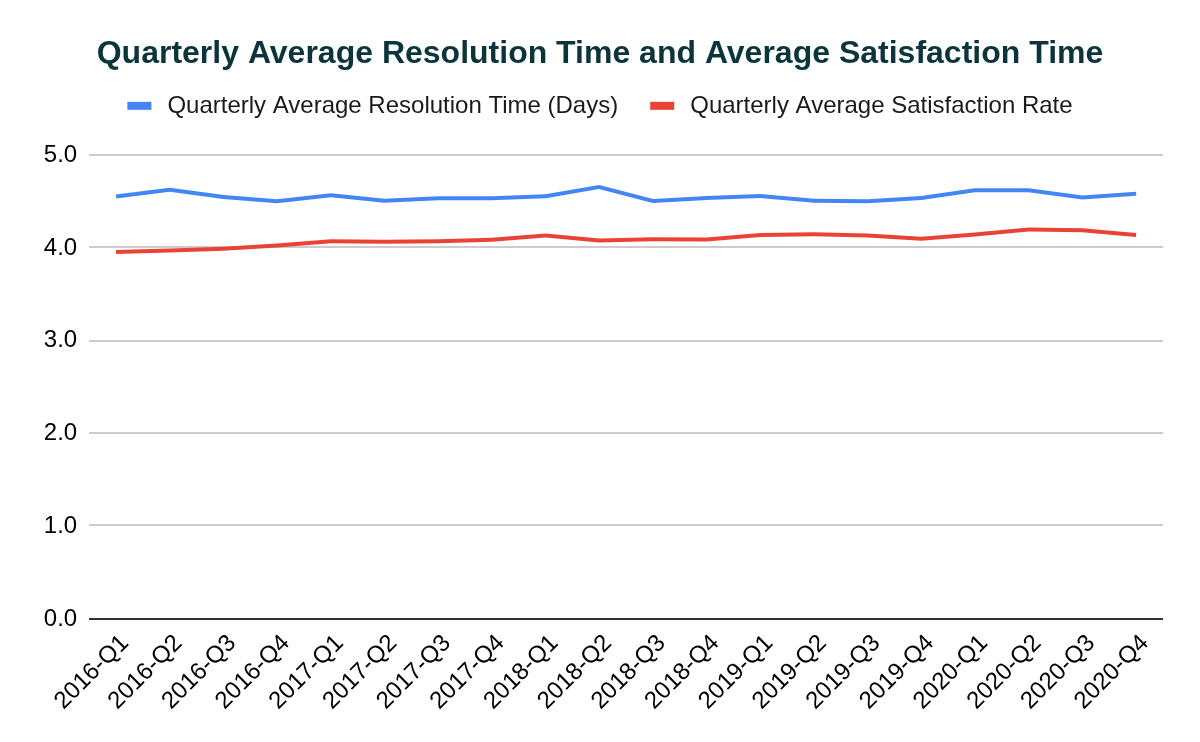 Quarterly Average Resolution Time and Average Satisfaction Time
Quarterly Average Resolution Time (Days)
Quarterly Average Satisfaction Rate
5.0
4.0
3.0
2.0
1.0
0.0
2016-Q1
2016-Q2
2016-Q3
2016-Q4
2017-Q1
2017-Q2
2017-Q3
2017-Q4
2018-Q1
2018-Q2
2018-Q3
2018-Q4
2019-Q1
2019-Q2
2019-Q3
2019-Q4
2020-Q1
2020-Q2
2020-Q3
2020-Q4